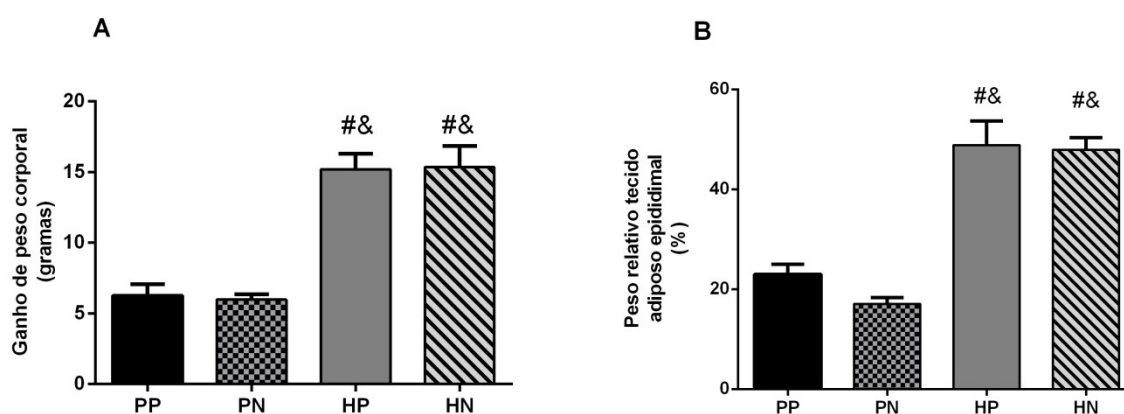 A
Ganho de peso corporal
(gramas)
20
15
10
5
0
#&
#&
PP
PN
HP
HN
B
Peso relativo tecido
adiposo epididimal
(%)
60
40
20
0
#&
#&
PP
PN
HP
HN